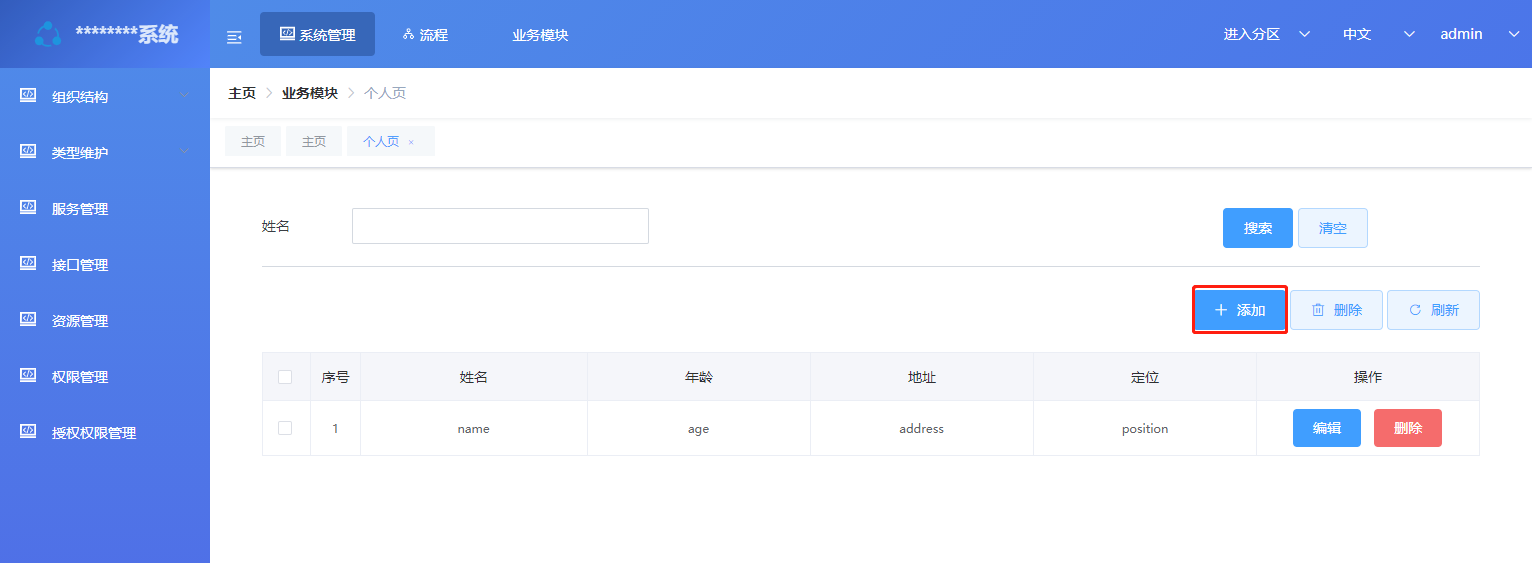 ********系统
系统管理
流程
业务模块
进入分区
中文
admin
组织结构
类型维护
服务管理
接口管理
资源管理
权限管理
授权权限管理
主页 > 业务模块 > 个人页
主页 主页 个人页 ×
姓名
搜索 清空
+ 添加 删除 刷新
序号 姓名 年龄 地址 定位 操作
1 name age address position 编辑 删除